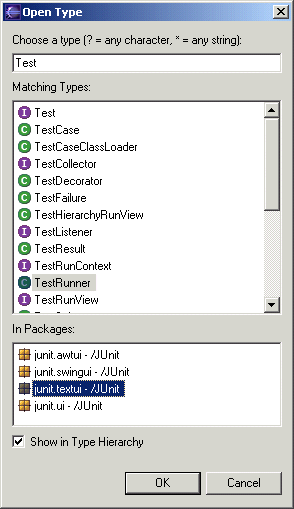 Open Type
Choose a type (? = any character, * = any string):
Test
Matching Types:
I Test
C TestCase
C TestCaseClassLoader
I TestCollector
C TestDecorator
C TestFailure
C TestHierarchyRunView
I TestListener
C TestResult
I TestRunContext
C TestRunner
I TestRunView
In Packages:
junit.awtui - /JUnit
junit.swingui - /JUnit
junit.textui - /JUnit
junit.ui - /JUnit
Show in Type Hierarchy
OK Cancel